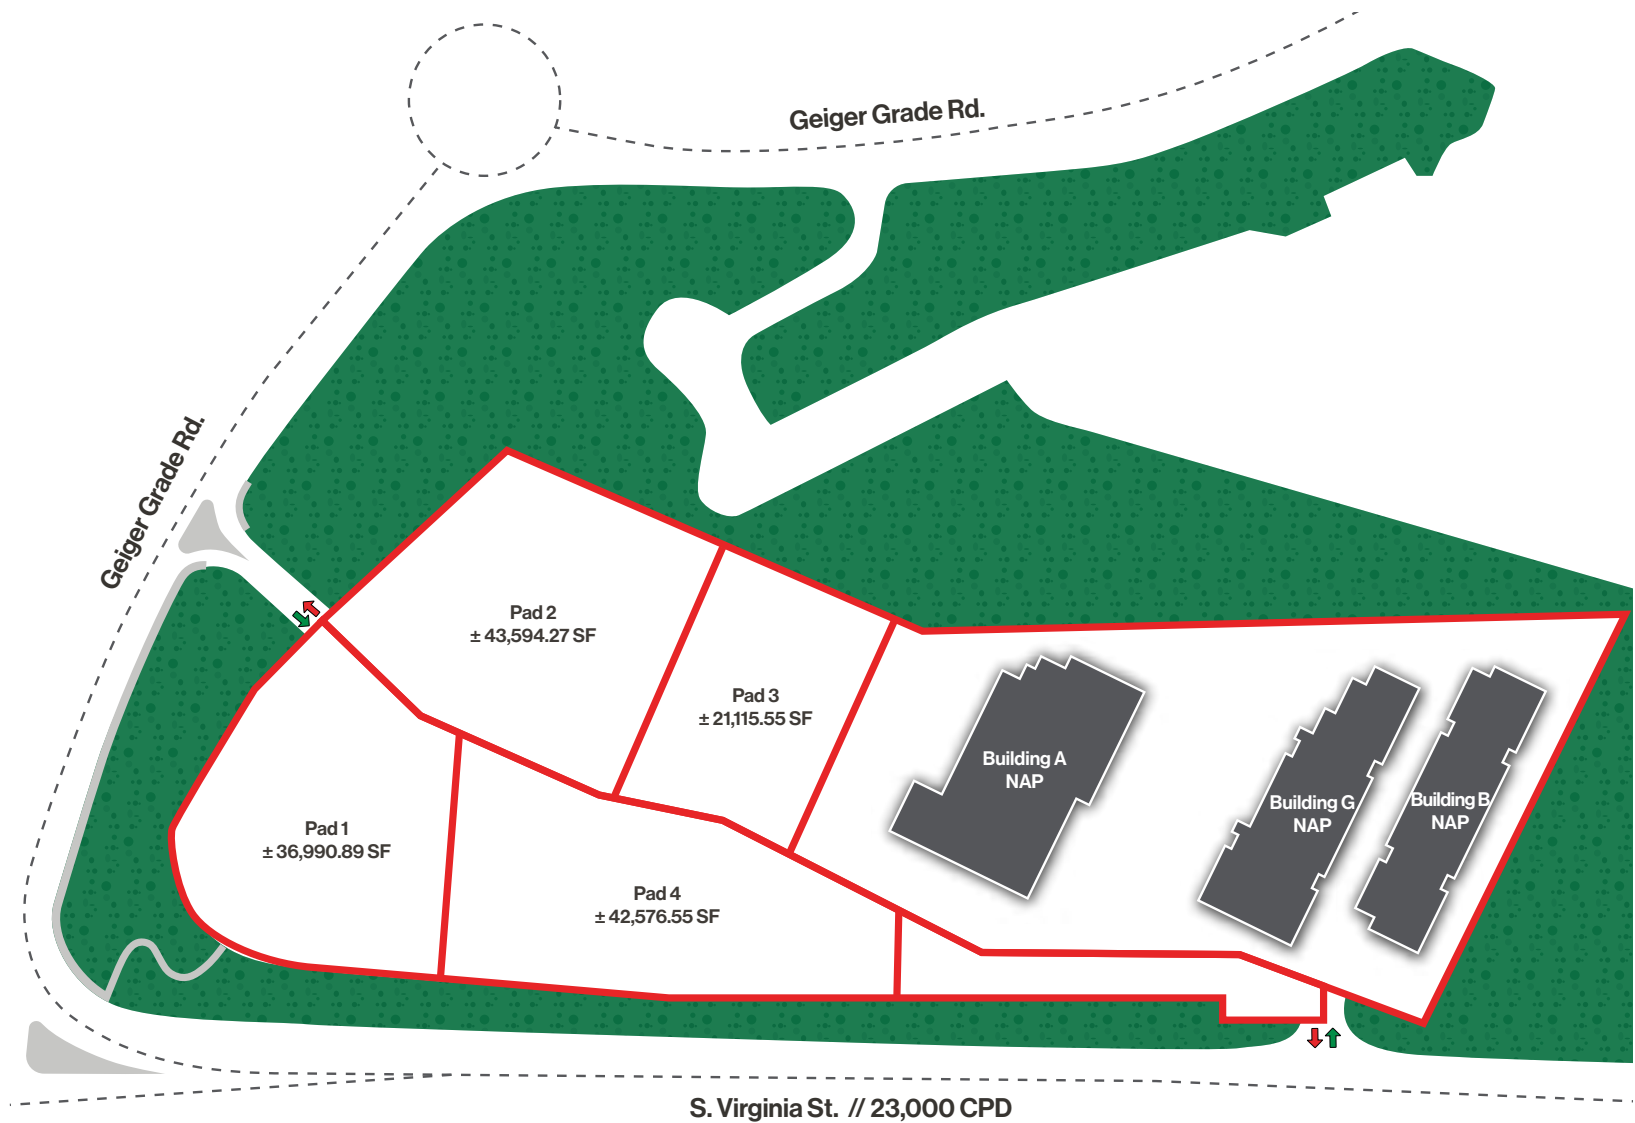 Geiger Grade Rd.
Geiger Grade Rd.
Pad 2
± 43,594.27 SF
Pad 3
± 21,115.55 SF
Building A
NAP
Building G
NAP
Building B
NAP
Pad 1
± 36,990.89 SF
Pad 4
± 42,576.55 SF
S. Virginia St. // 23,000 CPD